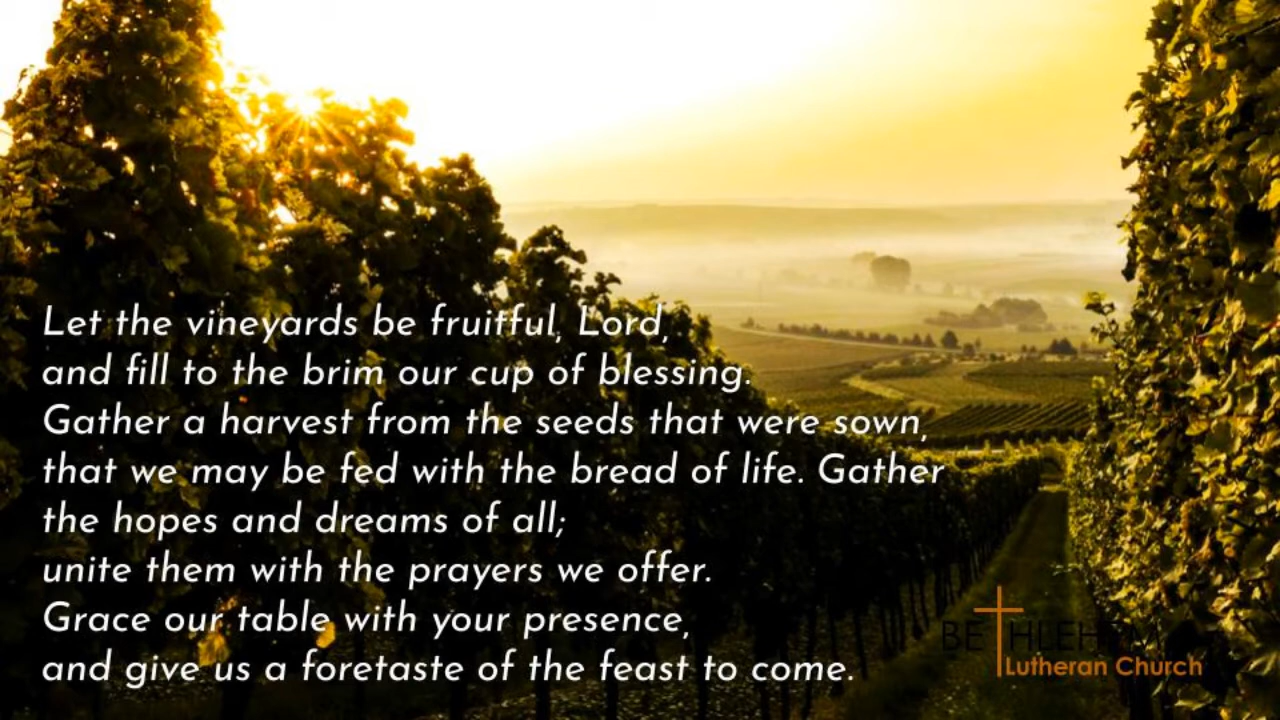 Let the vineyards be fruitful, Lord,
and fill to the brim our cup of blessing.
Gather a harvest from the seeds that were sown,
that we may be fed with the bread of life. Gather
the hopes and dreams of all;
unite them with the prayers we offer.
Grace our table with your presence,
and give us a foretaste of the feast to come.
BETHLEHEM
Lutheran Church